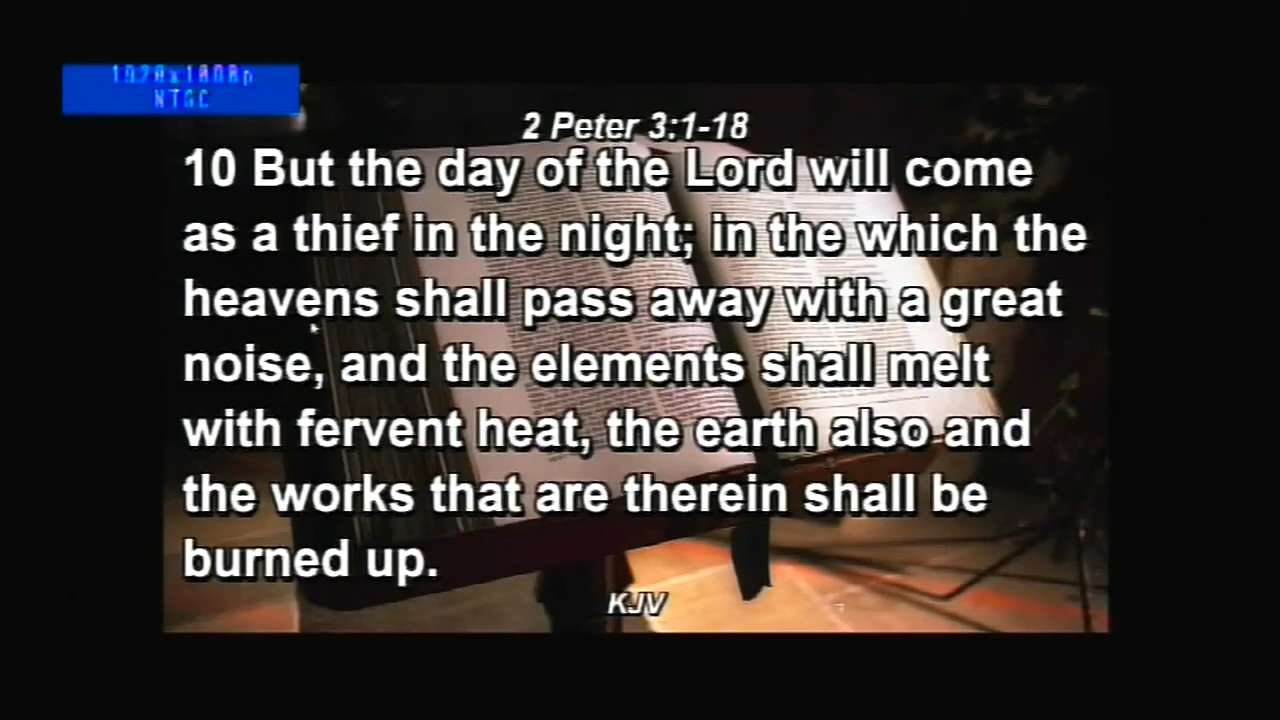 1920x1080p
NTSC
2 Peter 3:1-18
10 But the day of the Lord will come
as a thief in the night; in the which the
heavens shall pass away with a great
noise, and the elements shall melt
with fervent heat, the earth also and
the works that are therein shall be
burned up.
KJV